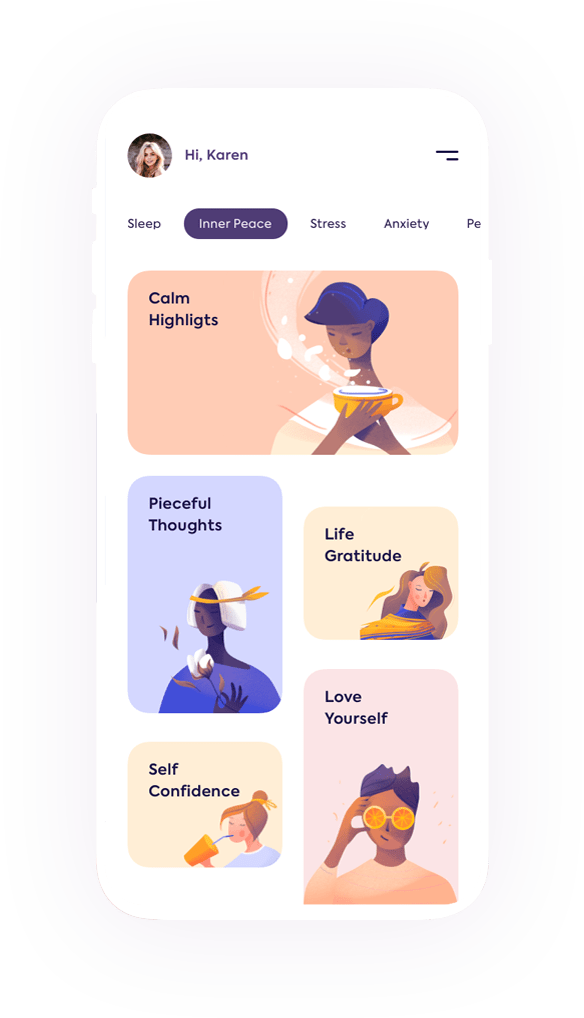 Hi, Karen
Sleep Inner Peace Stress Anxiety Pe
Calm
Highligts
Pieceful
Thoughts
Life
Gratitude
Love
Yourself
Self
Confidence